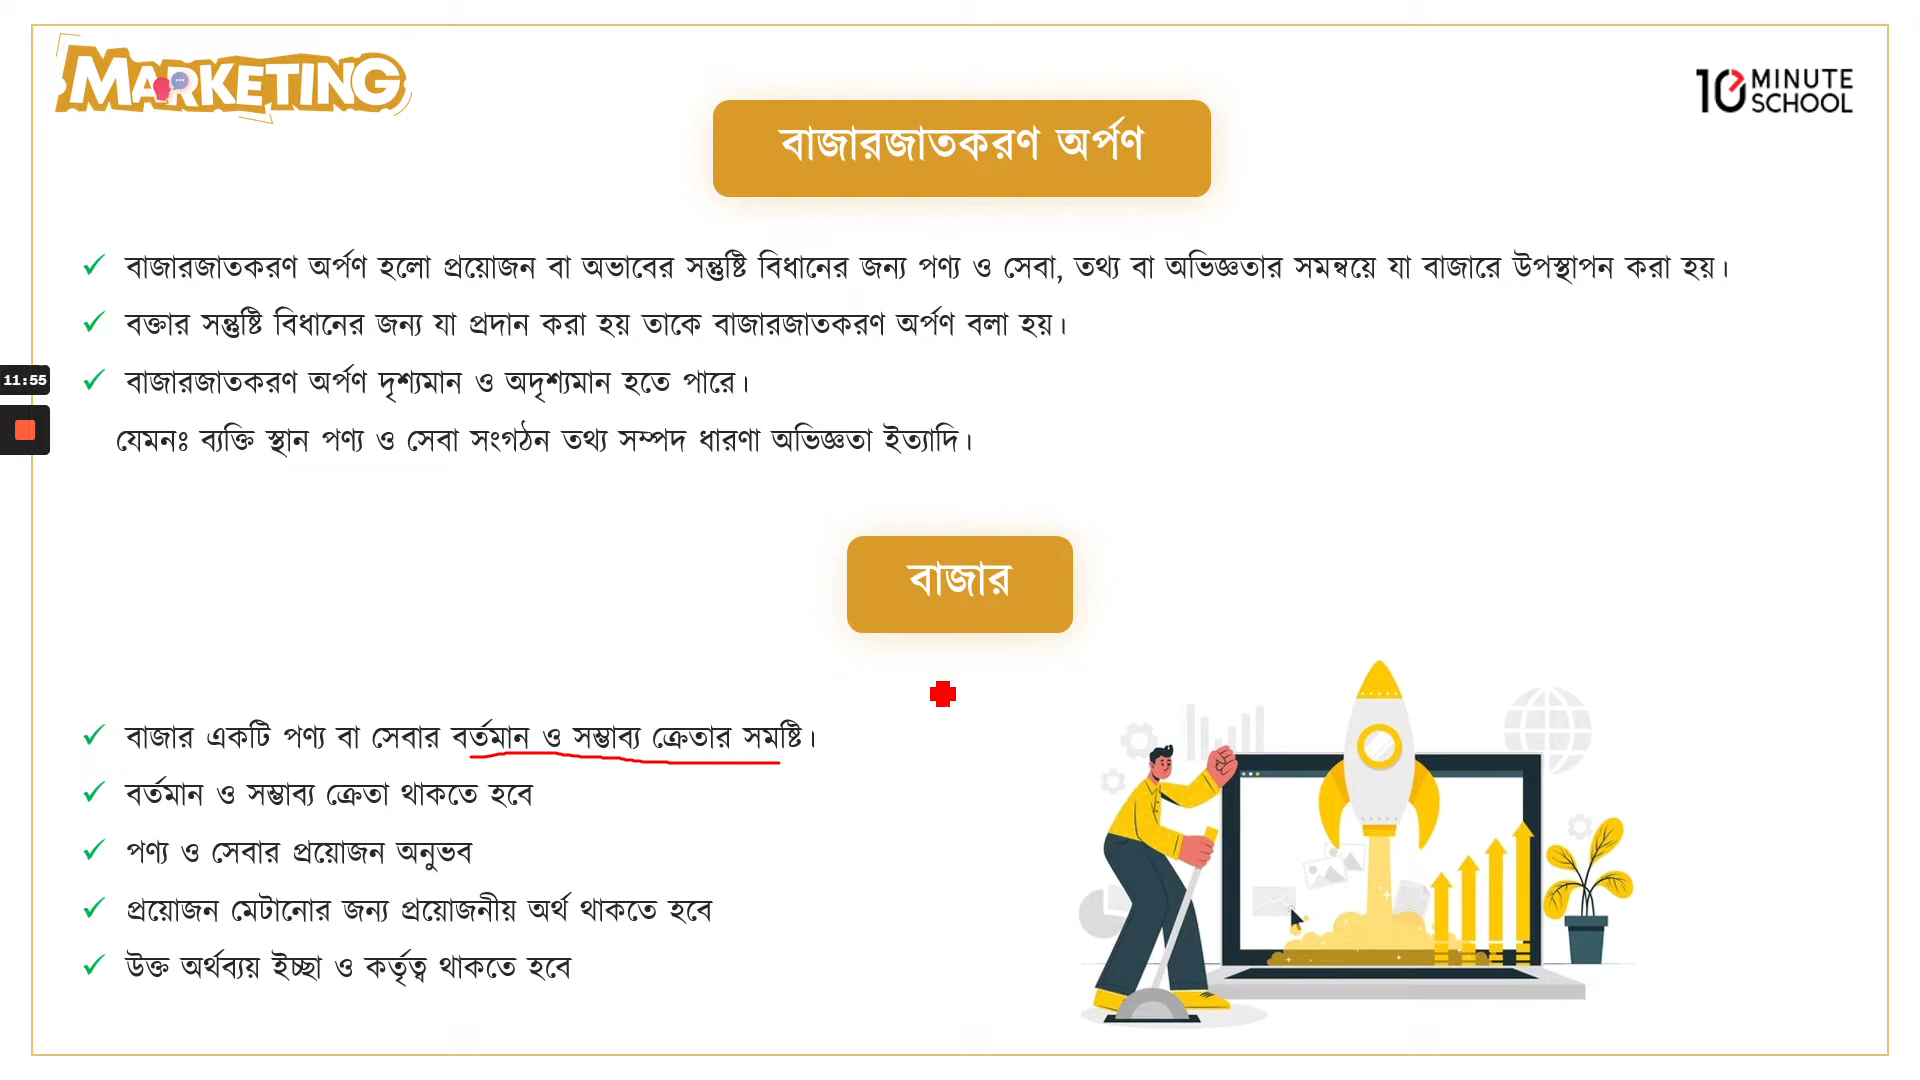 MARKETING
10 MINUTE SCHOOL
বাজারজাতকরণ অর্পণ
বাজারজাতকরণ অর্পণ হলো প্রয়োজন বা অভাবের সন্তুষ্টি বিধানের জন্য পণ্য ও সেবা, তথ্য বা অভিজ্ঞতার সমন্বয়ে যা বাজারে উপস্থাপন করা হয়।
বক্তার সন্তুষ্টি বিধানের জন্য যা প্রদান করা হয় তাকে বাজারজাতকরণ অর্পণ বলা হয়।
11:55
বাজারজাতকরণ অর্পণ দৃশ্যমান ও অদৃশ্যমান হতে পারে।
যেমনঃ ব্যক্তি স্থান পণ্য ও সেবা সংগঠন তথ্য সম্পদ ধারণা অভিজ্ঞতা ইত্যাদি।
বাজার
বাজার একটি পণ্য বা সেবার বর্তমান ও সম্ভাব্য ক্রেতার সমষ্টি।
বর্তমান ও সম্ভাব্য ক্রেতা থাকতে হবে
পণ্য ও সেবার প্রয়োজন অনুভব
প্রয়োজন মেটানোর জন্য প্রয়োজনীয় অর্থ থাকতে হবে
উক্ত অর্থব্যয় ইচ্ছা ও কর্তৃত্ব থাকতে হবে